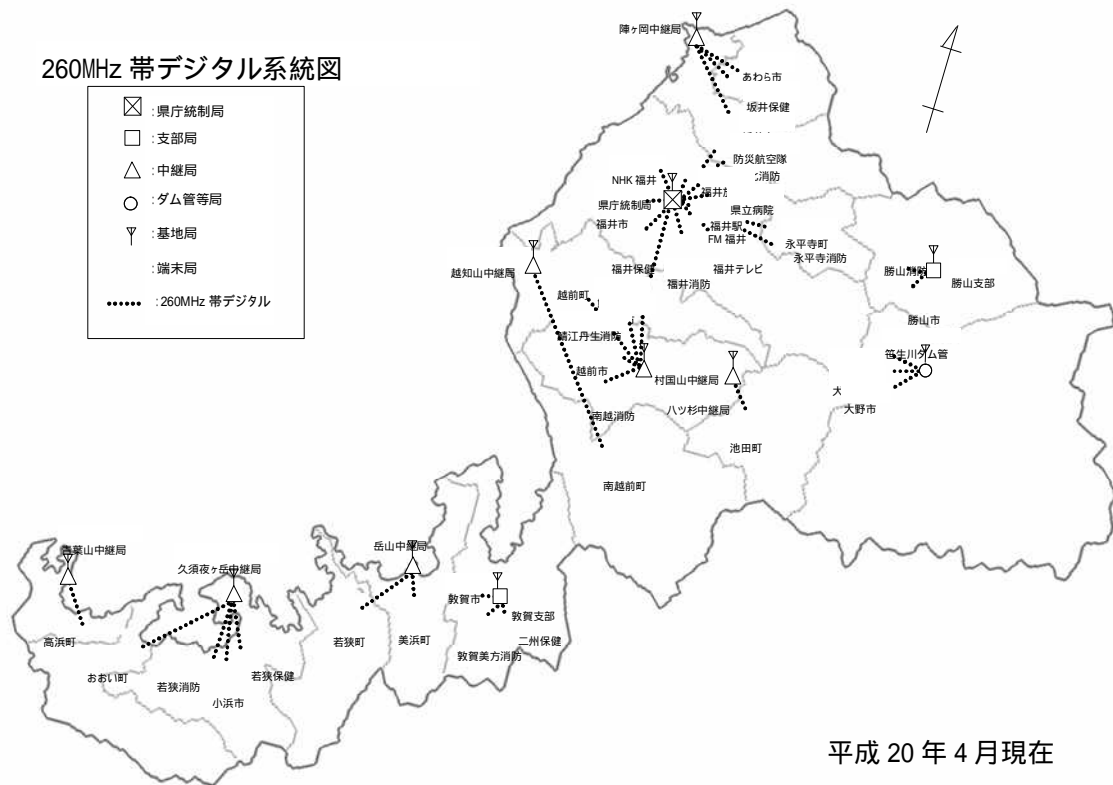 260MHz 帯デジタル系統図
:県庁統制局
:支部局
:中継局
:ダム管等局
:基地局
:端末局
:260MHz 帯デジタル
陣ヶ岡中継局
あわら市
坂井保健
防災航空隊
消防
NHK 福井
福井放
県庁統制局
県立病院
福井市
福井駅
FM 福井
永平寺町
永平寺消防
越知山中継局
福井保健
福井テレビ
福井消防
勝山消防
勝山支部
越前町
勝山市
鯖江丹生消防
笹生川ダム管
越前市
村国山中継局
大野市
南越消防
八ツ杉中継局
池田町
南越前町
青葉山中継局
岳山中継局
久須夜ヶ岳中継局
敦賀市
敦賀支部
高浜町
若狭町
美浜町
二州保健
敦賀美方消防
おおい町
若狭消防
若狭保健
小浜市
平成 20 年 4 月現在